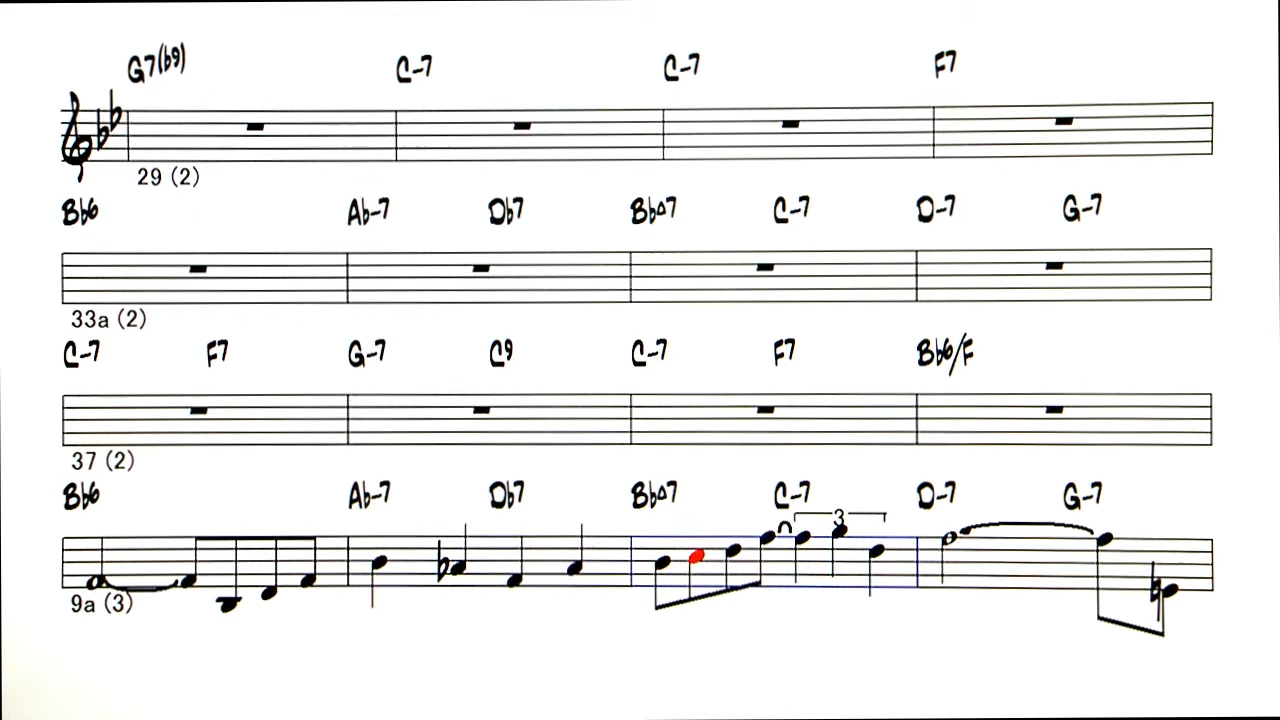 G7(b9) C-7 C-7 F7
29 (2)
Bb6 Ab-7 Db7 Bb▵7 C-7 D-7 G-7
33a (2)
C-7 F7 G-7 C9 C-7 F7 Bb6/F
37 (2)
Bb6 Ab-7 Db7 Bb▵7 C-7 D-7 G-7
3
9a (3)